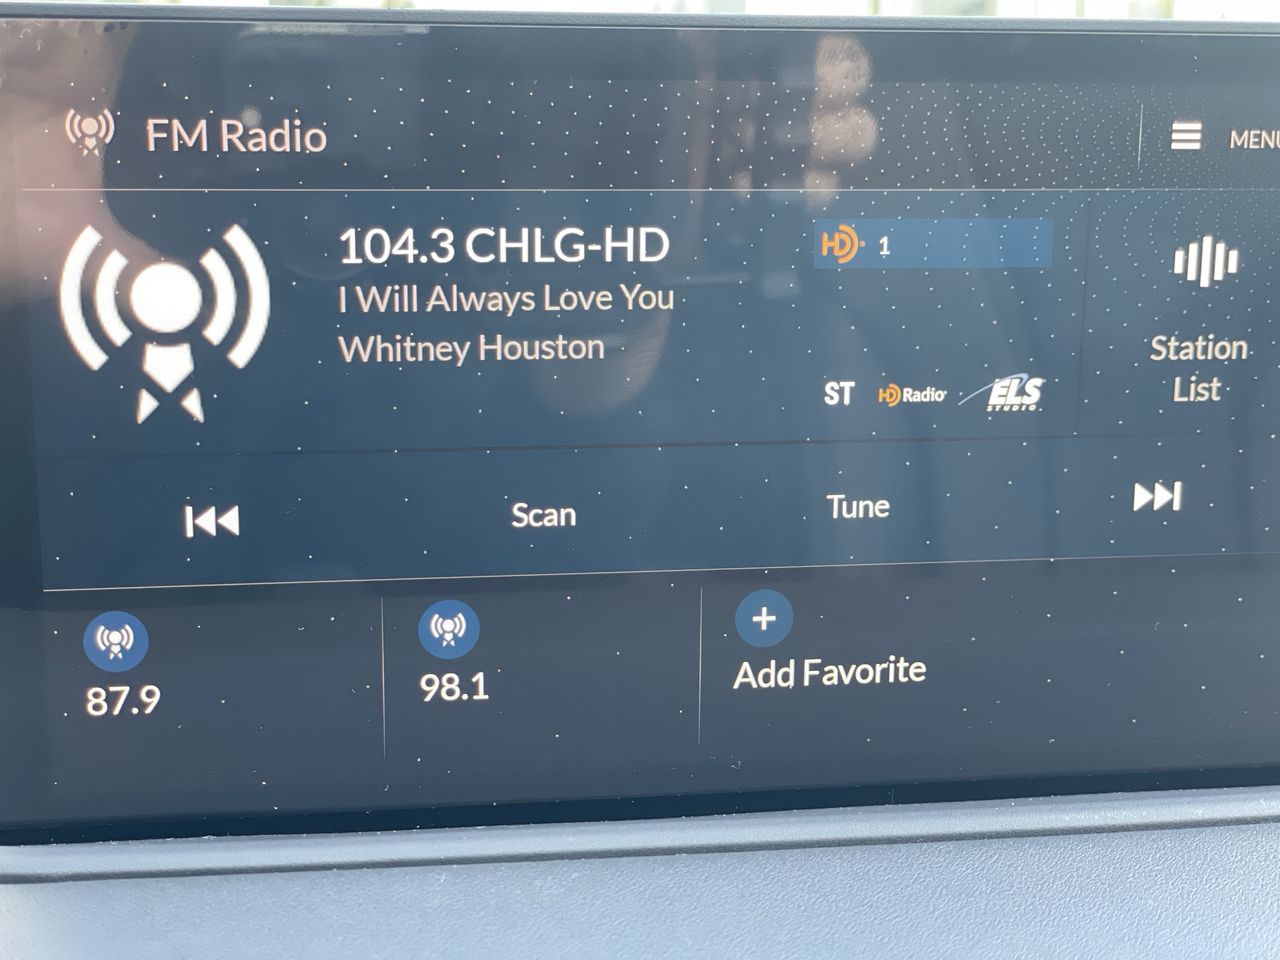 FM Radio
MENU
104.3 CHLG-HD
HD 1
I Will Always Love You
Whitney Houston
ST HD Radio ELS STUDIO
Station
List
Scan
Tune
87.9
98.1
Add Favorite